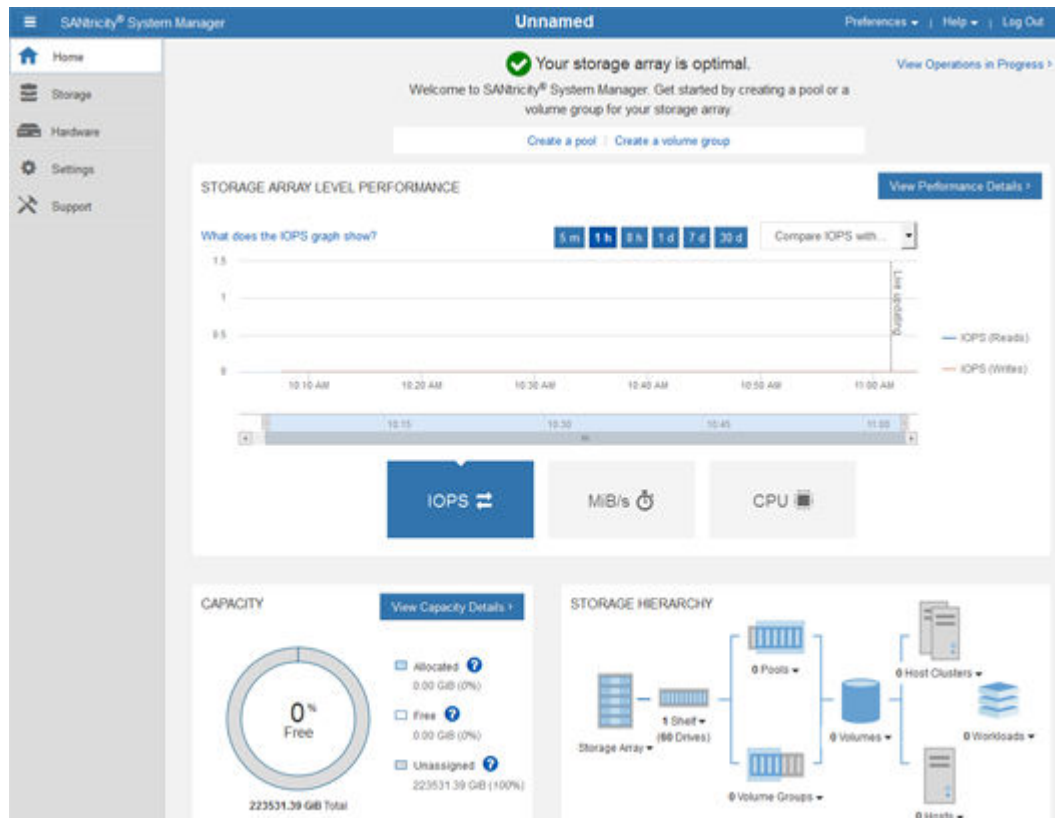 SANtricity® System Manager
Unnamed
Preferences | Help | Log Out
Home
Storage
Hardware
Settings
Support
Your storage array is optimal.
View Operations in Progress ›
Welcome to SANtricity® System Manager. Get started by creating a pool or a
volume group for your storage array.
Create a pool | Create a volume group
STORAGE ARRAY LEVEL PERFORMANCE
View Performance Details ›
What does the IOPS graph show?
5 m 1 h 8 h 1 d 7 d 30 d
Compare IOPS with...
1.5
1
0.5
0
Live updating
IOPS (Reads)
IOPS (Writes)
10:10 AM 10:20 AM 10:30 AM 10:40 AM 10:50 AM 11:00 AM
10:15 10:30 10:45 11:00
IOPS
MiB/s
CPU
CAPACITY
View Capacity Details ›
0% Free
Allocated ?
0.00 GiB (0%)
Free ?
0.00 GiB (0%)
Unassigned ?
223531.39 GiB (100%)
223531.39 GiB Total
STORAGE HIERARCHY
Storage Array
1 Shelf
(60 Drives)
0 Pools
0 Volume Groups
0 Volumes
0 Host Clusters
0 Workloads
0 Hosts